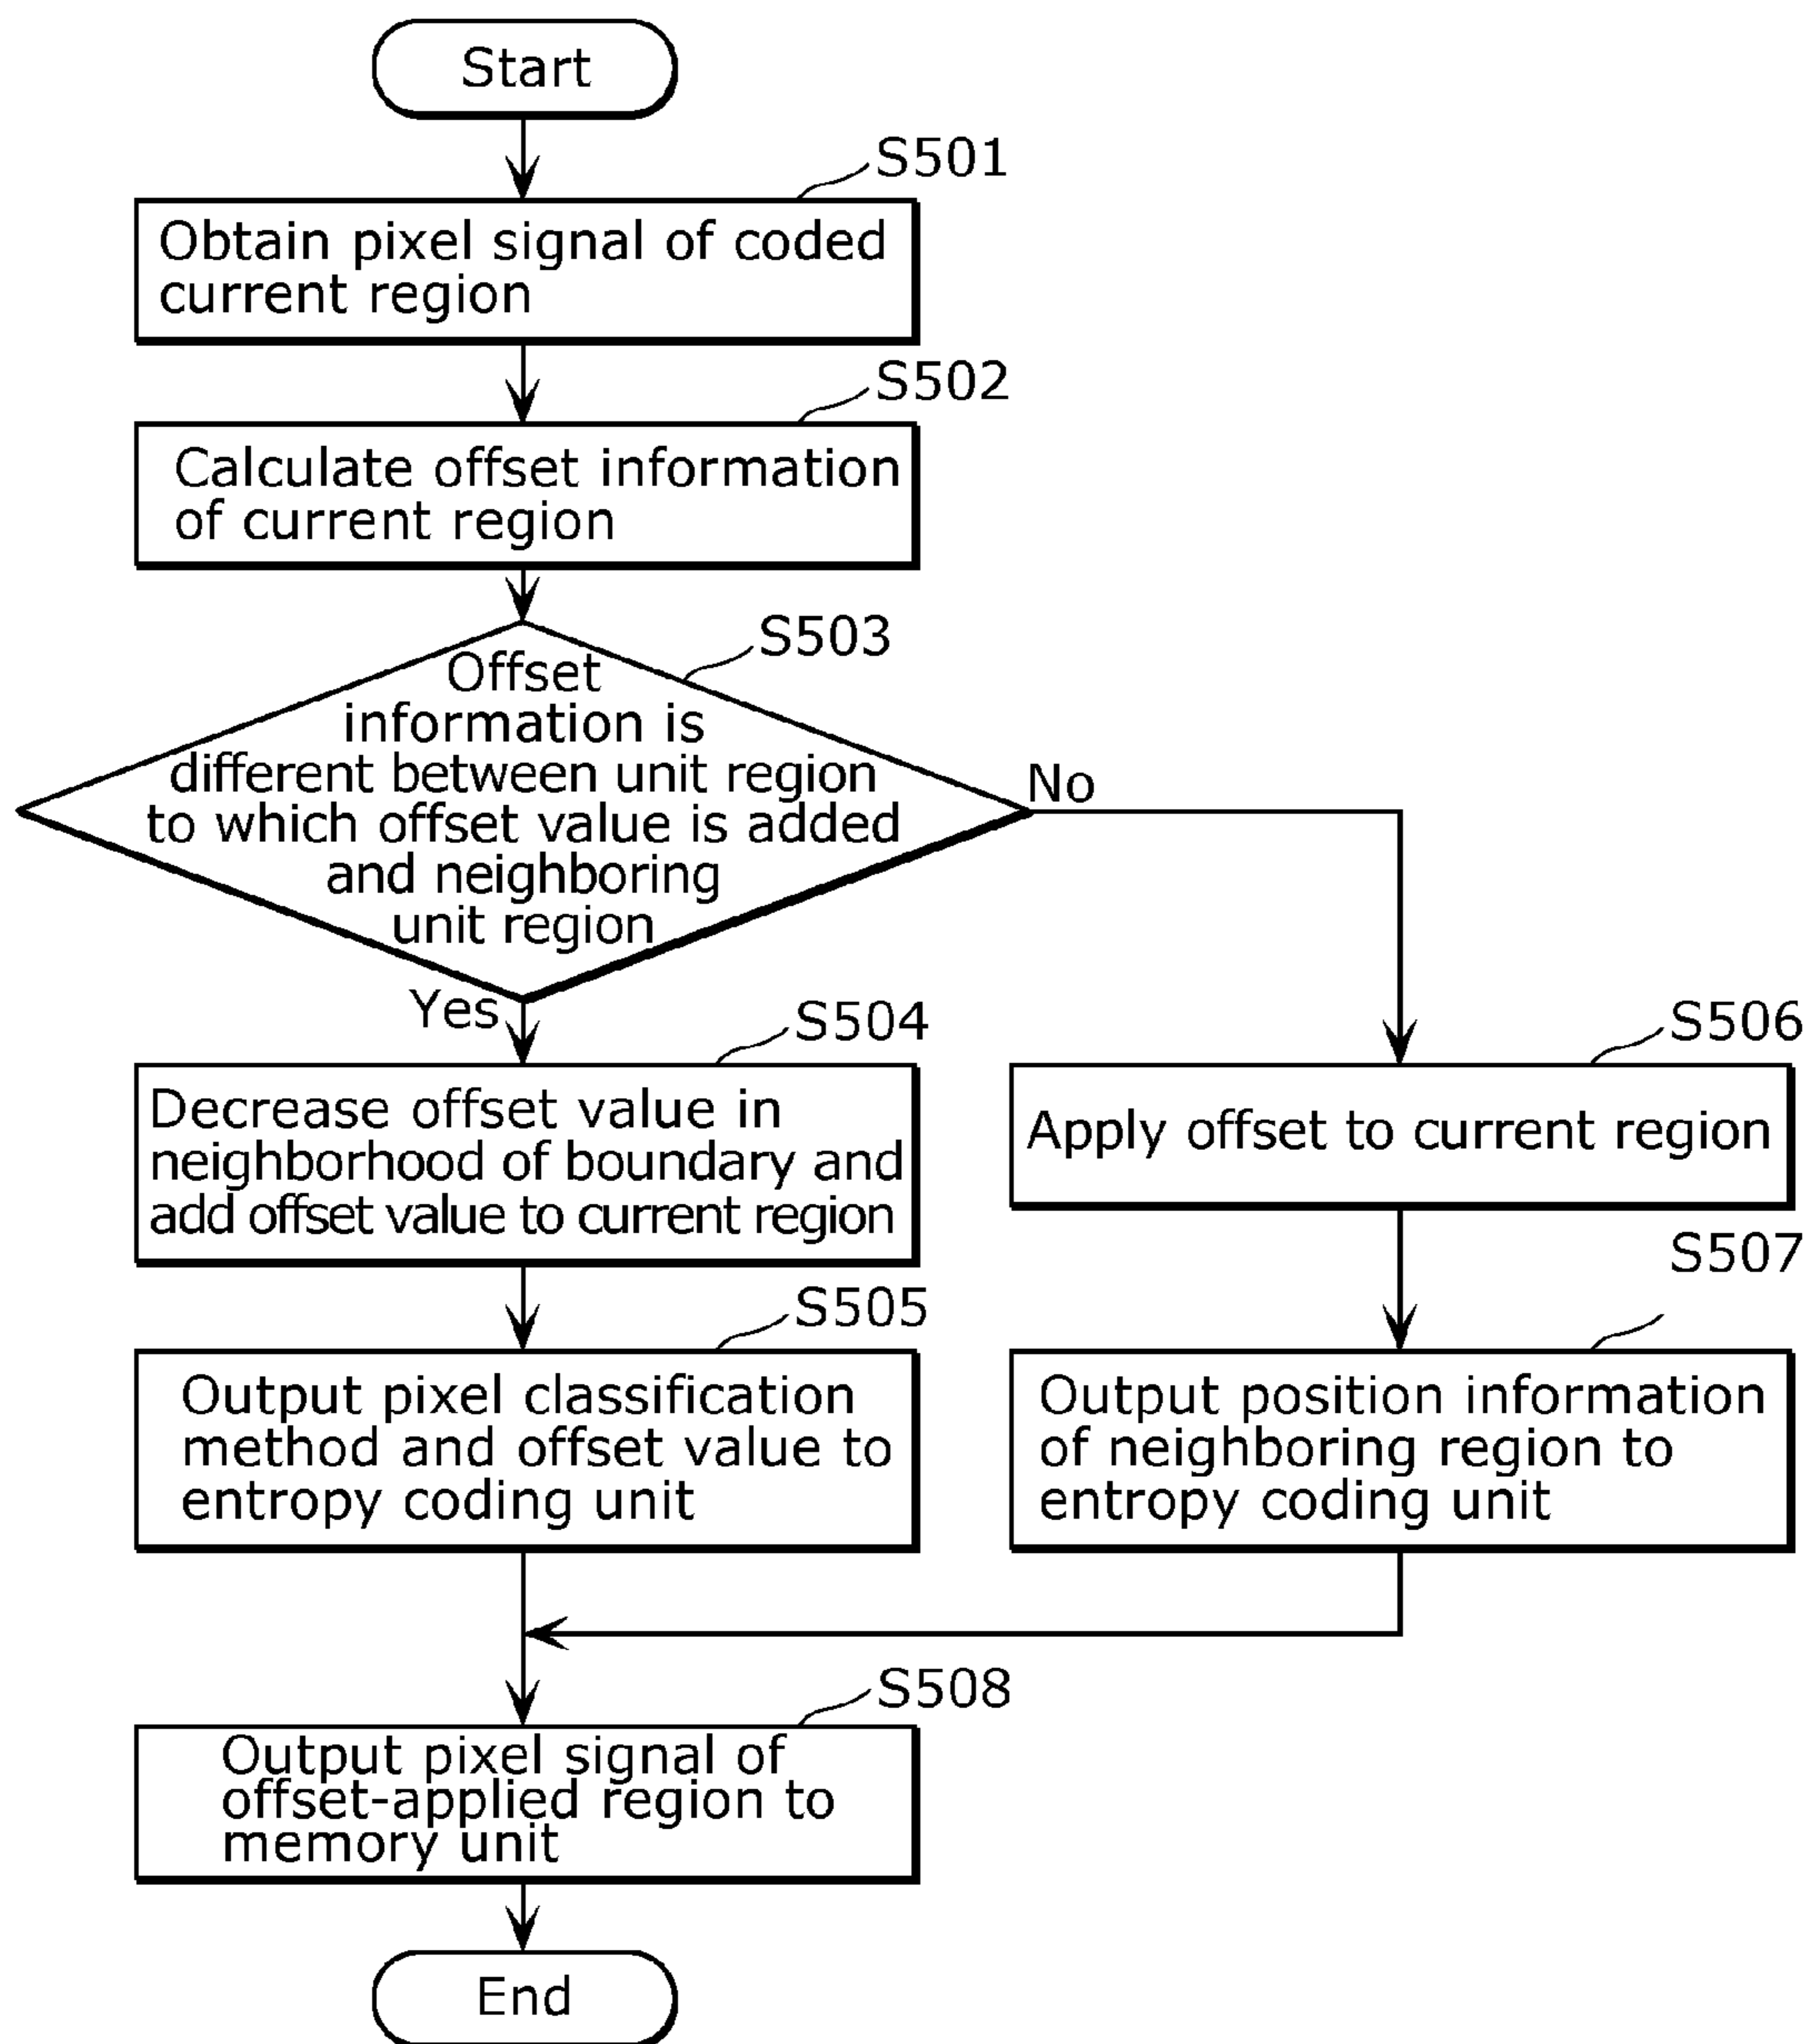 Start
S501
Obtain pixel signal of coded
current region
S502
Calculate offset information
of current region
S503
Offset
information is
different between unit region
to which offset value is added
and neighboring
unit region
No
Yes
S504
Decrease offset value in
neighborhood of boundary and
add offset value to current region
S506
Apply offset to current region
S505
Output pixel classification
method and offset value to
entropy coding unit
S507
Output position information
of neighboring region to
entropy coding unit
S508
Output pixel signal of
offset-applied region to
memory unit
End